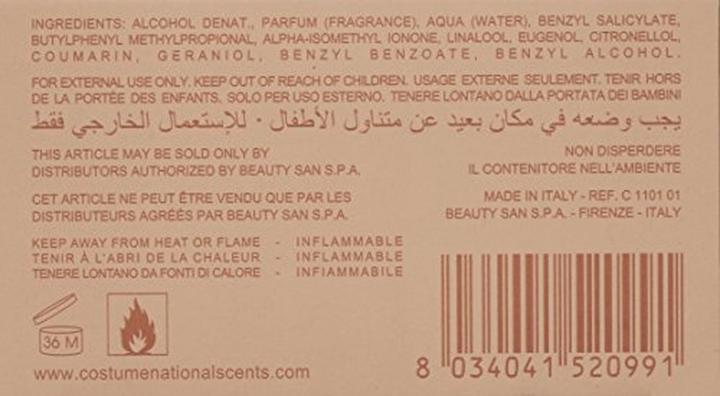 INGREDIENTS: ALCOHOL DENAT., PARFUM (FRAGRANCE), AQUA (WATER), BENZYL SALICYLATE,
BUTYLPHENYL METHYLPROPIONAL, ALPHA-ISOMETHYL IONONE, LINALOOL, EUGENOL, CITRONELLOL,
COUMARIN, GERANIOL, BENZYL BENZOATE, BENZYL ALCOHOL.
FOR EXTERNAL USE ONLY. KEEP OUT OF REACH OF CHILDREN. USAGE EXTERNE SEULEMENT. TENIR HORS
DE LA PORTÉE DES ENFANTS. SOLO PER USO ESTERNO. TENERE LONTANO DALLA PORTATA DEI BAMBINI
يجب وضعه في مكان بعيد عن متناول الأطفال · للإستعمال الخارجي فقط
THIS ARTICLE MAY BE SOLD ONLY BY
DISTRIBUTORS AUTHORIZED BY BEAUTY SAN S.P.A.
NON DISPERDERE
IL CONTENITORE NELL'AMBIENTE
CET ARTICLE NE PEUT ÊTRE VENDU QUE PAR LES
DISTRIBUTEURS AGRÉÉS PAR BEAUTY SAN S.P.A.
MADE IN ITALY - REF. C 1101 01
BEAUTY SAN S.P.A. - FIRENZE - ITALY
KEEP AWAY FROM HEAT OR FLAME - INFLAMMABLE
TENIR À L'ABRI DE LA CHALEUR - INFLAMMABLE
TENERE LONTANO DA FONTI DI CALORE - INFIAMMABILE
36 M
www.costumenationalscents.com
8 034041 520991